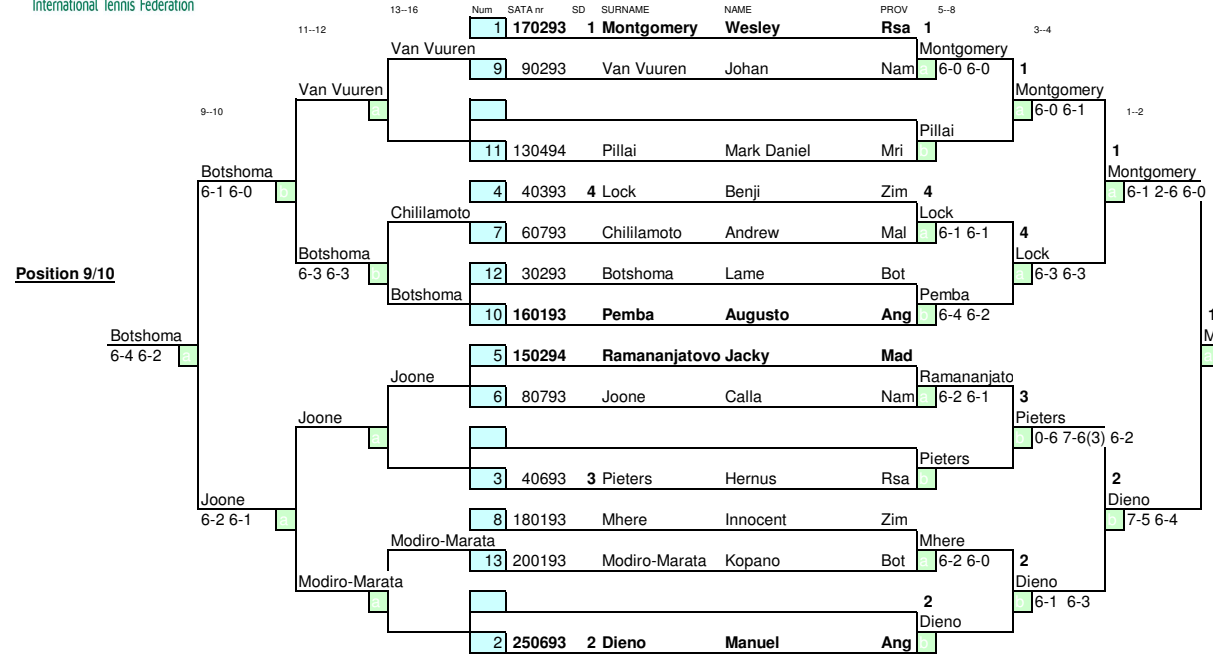 International Tennis Federation
13--16 Num SATA nr SD SURNAME NAME PROV 5--8
11--12 1 170293 1 Montgomery Wesley Rsa 1 3--4
Van Vuuren Montgomery
9 90293 Van Vuuren Johan Nam a 6-0 6-0 1
Van Vuuren Montgomery
9--10 a a 6-0 6-1 1--2
Pillai
11 130494 Pillai Mark Daniel Mri b 1
Botshoma Montgomery
6-1 6-0 b 4 40393 4 Lock Benji Zim 4 a 6-1 2-6 6-0
Chililamoto Lock
7 60793 Chililamoto Andrew Mal a 6-1 6-1 4
Botshoma Lock
Position 9/10 6-3 6-3 b 12 30293 Botshoma Lame Bot a 6-3 6-3
Botshoma Pemba
10 160193 Pemba Augusto Ang b 6-4 6-2 1
Botshoma M
6-4 6-2 a 5 150294 Ramananjatovo Jacky Mad a
Joone Ramananjato
6 80793 Joone Calla Nam a 6-2 6-1 3
Joone Pieters
a b 0-6 7-6(3) 6-2
Pieters
3 40693 3 Pieters Hernus Rsa b 2
Joone Dieno
6-2 6-1 a 8 180193 Mhere Innocent Zim b 7-5 6-4
Modiro-Marata Mhere
13 200193 Modiro-Marata Kopano Bot a 6-2 6-0 2
Modiro-Marata Dieno
a 2 b 6-1 6-3
Dieno
2 250693 2 Dieno Manuel Ang b